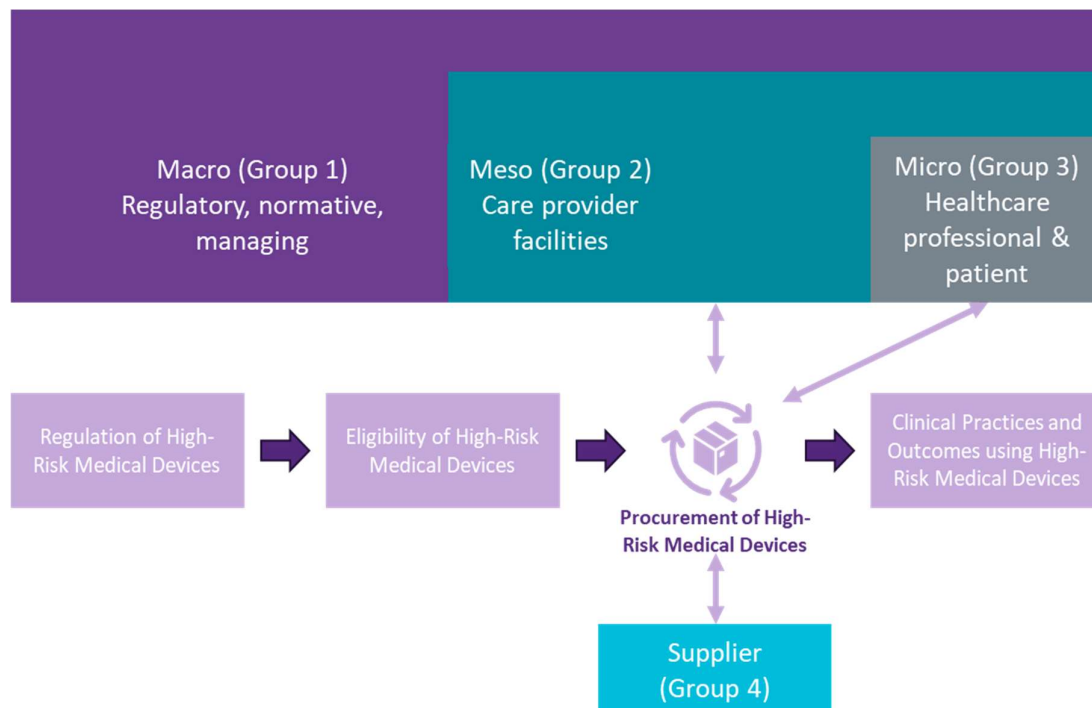 Macro (Group 1)
Regulatory, normative,
managing
Meso (Group 2)
Care provider
facilities
Micro (Group 3)
Healthcare
professional &
patient
Regulation of High-
Risk Medical Devices
Eligibility of High-Risk
Medical Devices
Procurement of High-
Risk Medical Devices
Clinical Practices and
Outcomes using High-
Risk Medical Devices
Supplier
(Group 4)